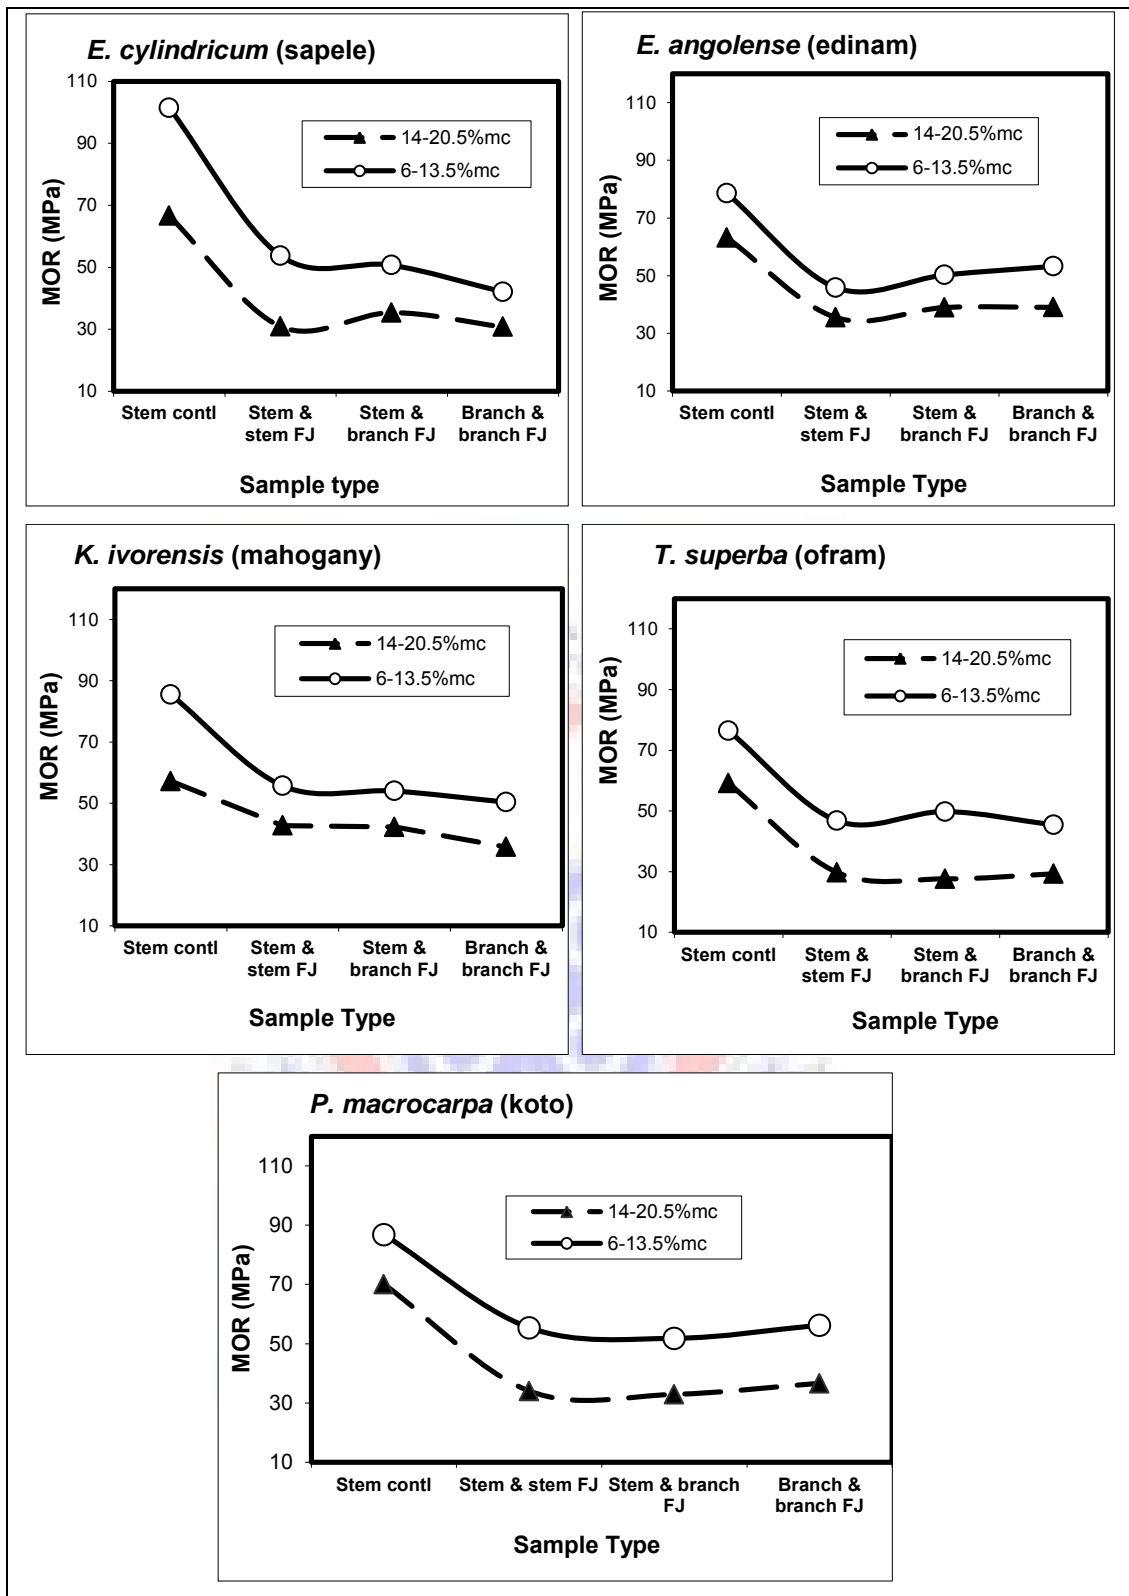 E. cylindricum (sapele)
110
90
70
50
30
10
MOR (MPa)
14-20.5%mc
6-13.5%mc
Stem contl
Stem &
stem FJ
Stem &
branch FJ
Branch &
branch FJ
Sample type
E. angolense (edinam)
110
90
70
50
30
10
MOR (MPa)
14-20.5%mc
6-13.5%mc
Stem contl
Stem &
stem FJ
Stem &
branch FJ
Branch &
branch FJ
Sample Type
K. ivorensis (mahogany)
110
90
70
50
30
10
MOR (MPa)
14-20.5%mc
6-13.5%mc
Stem contl
Stem &
stem FJ
Stem &
branch FJ
Branch &
branch FJ
Sample Type
T. superba (ofram)
110
90
70
50
30
10
MOR (MPa)
14-20.5%mc
6-13.5%mc
Stem contl
Stem &
stem FJ
Stem &
branch FJ
Branch &
branch FJ
Sample Type
P. macrocarpa (koto)
110
90
70
50
30
10
MOR (MPa)
14-20.5%mc
6-13.5%mc
Stem contl
Stem & stem FJ
Stem & branch
FJ
Branch &
branch FJ
Sample Type